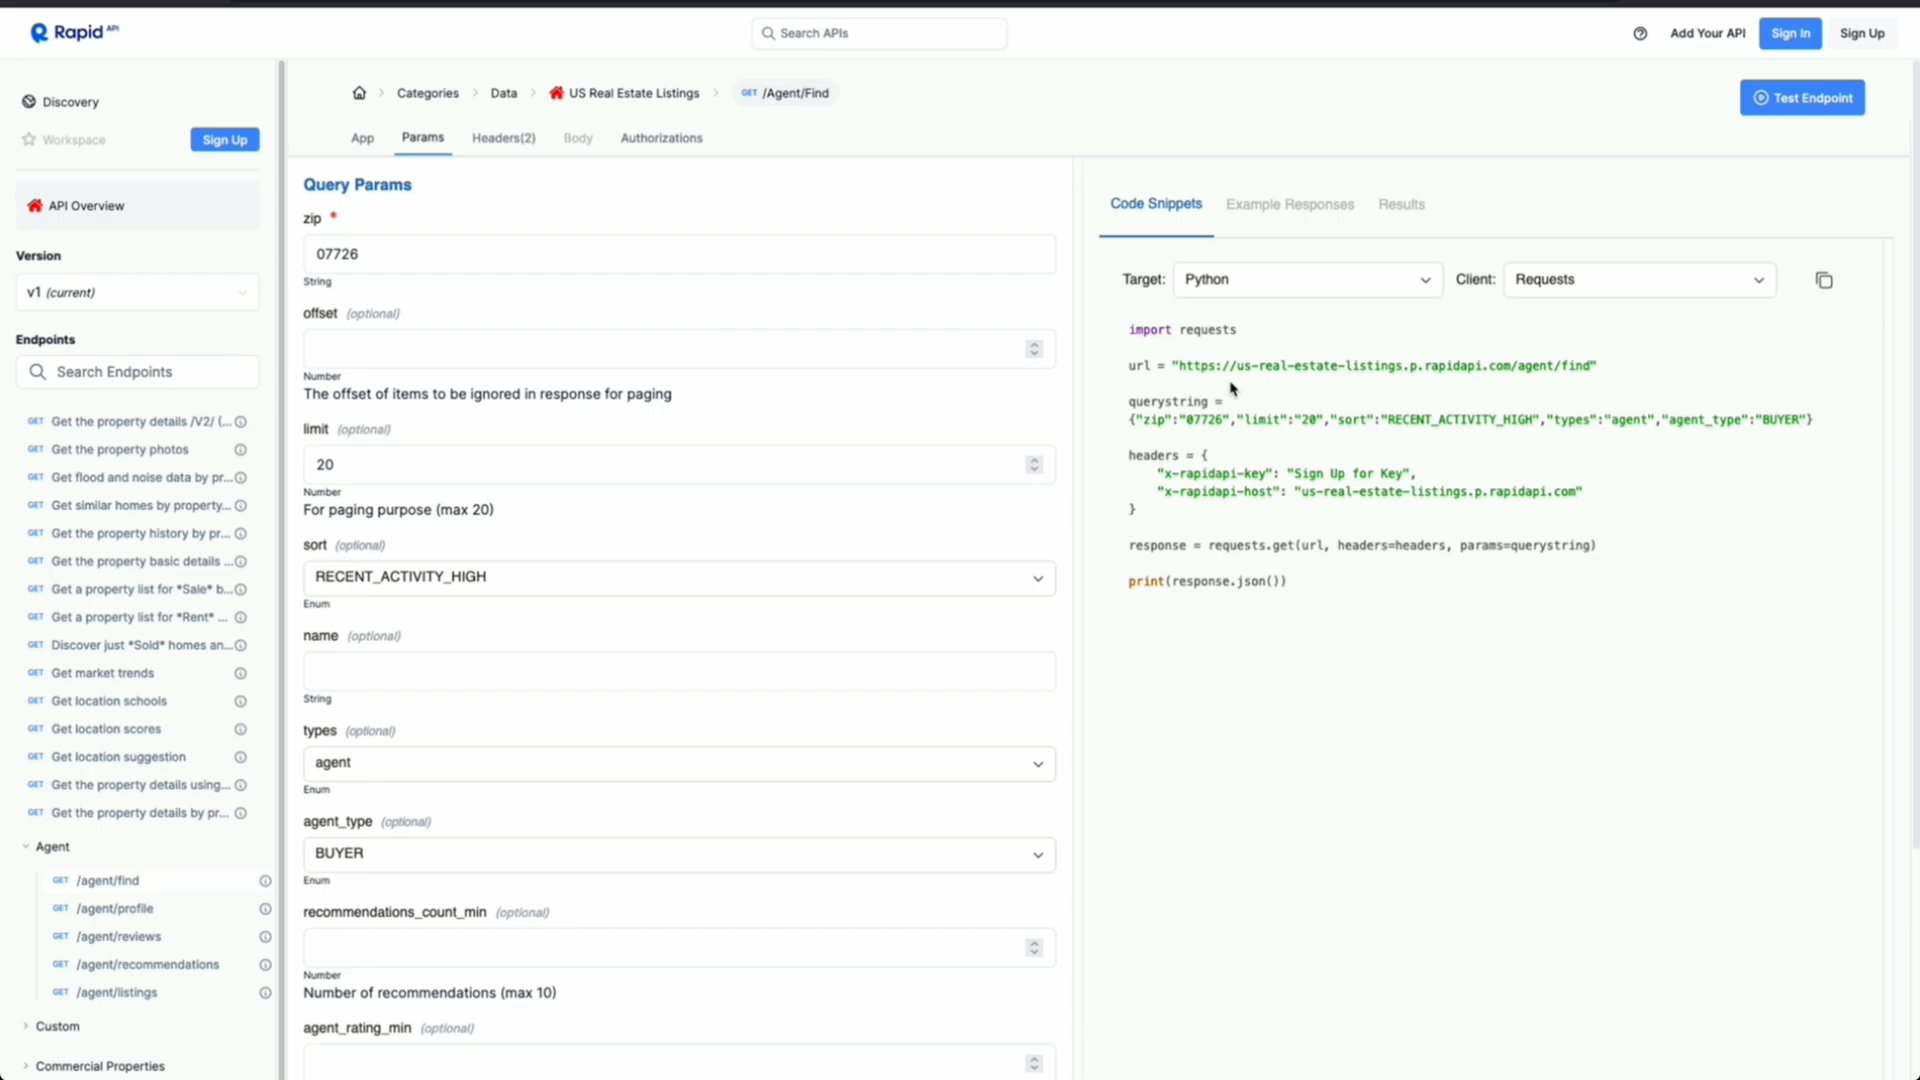 Rapid API
Search APIs
Add Your API
Sign In
Sign Up
Discovery
Workspace
Sign Up
API Overview
Version
v1 (current)
Endpoints
Search Endpoints
GET Get the property details /V2/ (...
GET Get the property photos
GET Get flood and noise data by pr...
GET Get similar homes by property...
GET Get the property history by pr...
GET Get the property basic details ...
GET Get a property list for *Sale* b...
GET Get a property list for *Rent* ...
GET Discover just *Sold* homes an...
GET Get market trends
GET Get location schools
GET Get location scores
GET Get location suggestion
GET Get the property details using...
GET Get the property details by pr...
Agent
GET /agent/find
GET /agent/profile
GET /agent/reviews
GET /agent/recommendations
GET /agent/listings
Custom
Commercial Properties
Categories > Data > US Real Estate Listings > GET /Agent/Find
Test Endpoint
App Params Headers(2) Body Authorizations
Query Params
zip *
07726
String
offset (optional)
Number
The offset of items to be ignored in response for paging
limit (optional)
20
Number
For paging purpose (max 20)
sort (optional)
RECENT_ACTIVITY_HIGH
Enum
name (optional)
String
types (optional)
agent
Enum
agent_type (optional)
BUYER
Enum
recommendations_count_min (optional)
Number
Number of recommendations (max 10)
agent_rating_min (optional)
Code Snippets Example Responses Results
Target: Python Client: Requests
import requests
url = "https://us-real-estate-listings.p.rapidapi.com/agent/find"
querystring =
{"zip":"07726","limit":"20","sort":"RECENT_ACTIVITY_HIGH","types":"agent","agent_type":"BUYER"}
headers = {
"x-rapidapi-key": "Sign Up for Key",
"x-rapidapi-host": "us-real-estate-listings.p.rapidapi.com"
}
response = requests.get(url, headers=headers, params=querystring)
print(response.json())